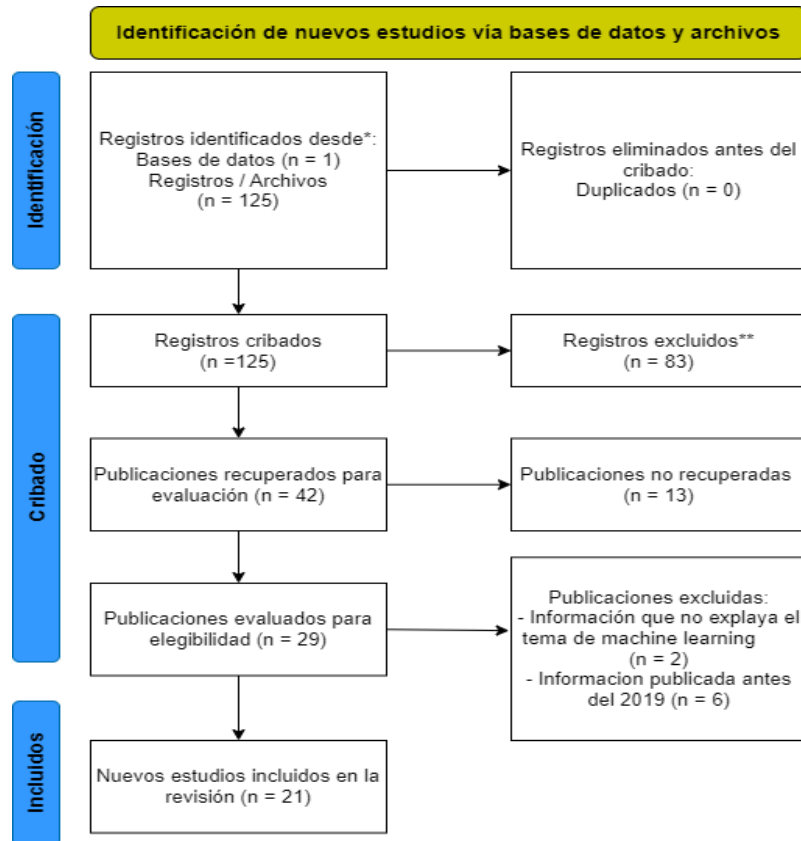 Identificación de nuevos estudios vía bases de datos y archivos
Identificación
Registros identificados desde*:
Bases de datos (n = 1)
Registros / Archivos
(n = 125)
Registros eliminados antes del
cribado:
Duplicados (n = 0)
Cribado
Registros cribados
(n =125)
Registros excluidos**
(n = 83)
Publicaciones recuperados para
evaluación (n = 42)
Publicaciones no recuperadas
(n = 13)
Publicaciones evaluados para
elegibilidad (n = 29)
Publicaciones excluidas:
- Información que no explaya el
tema de machine learning
(n = 2)
- Informacion publicada antes
del 2019 (n = 6)
Incluidos
Nuevos estudios incluidos en la
revisión (n = 21)